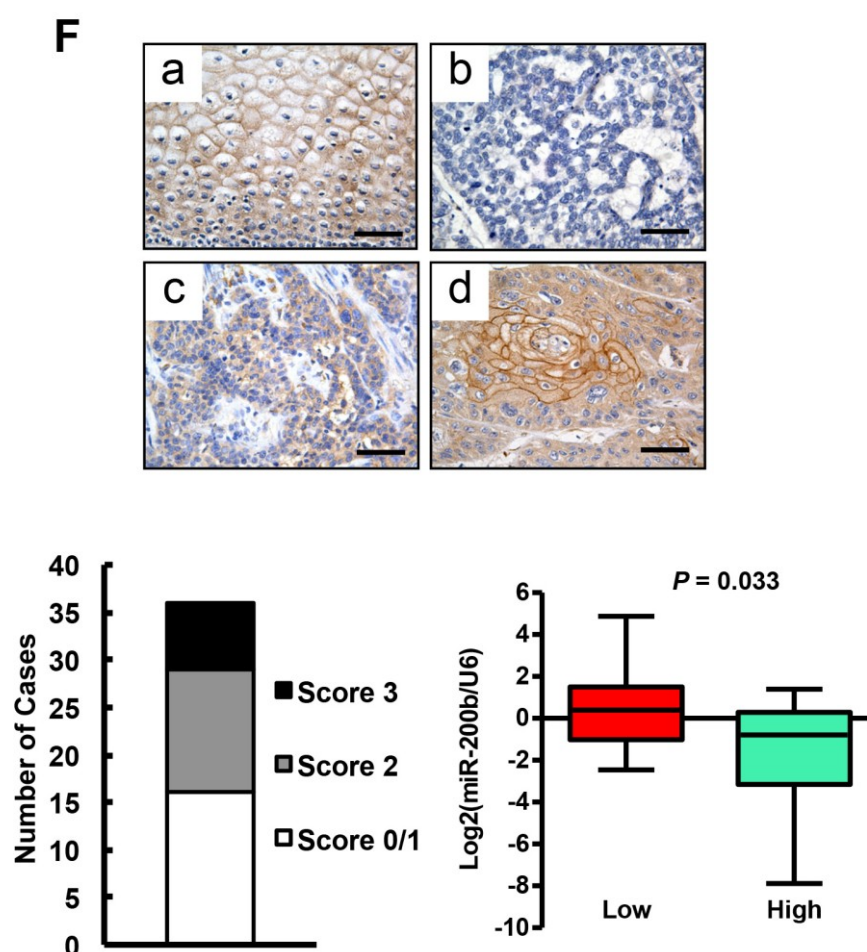 F
a
b
c
d
40
35
30
25
20
15
10
5
0
Number of Cases
Score 3
Score 2
Score 0/1
P = 0.033
6
4
2
0
-2
-4
-6
-8
-10
Log2(miR-200b/U6)
Low
High